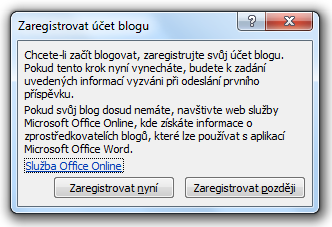 Zaregistrovat účet blogu
Chcete-li začít blogovat, zaregistrujte svůj účet blogu.
Pokud tento krok nyní vynecháte, budete k zadání
uvedených informací vyzváni při odeslání prvního
příspěvku.
Pokud svůj blog dosud nemáte, navštivte web služby
Microsoft Office Online, kde získáte informace o
zprostředkovatelích blogů, které lze používat s aplikací
Microsoft Office Word.
Služba Office Online
Zaregistrovat nyní
Zaregistrovat později